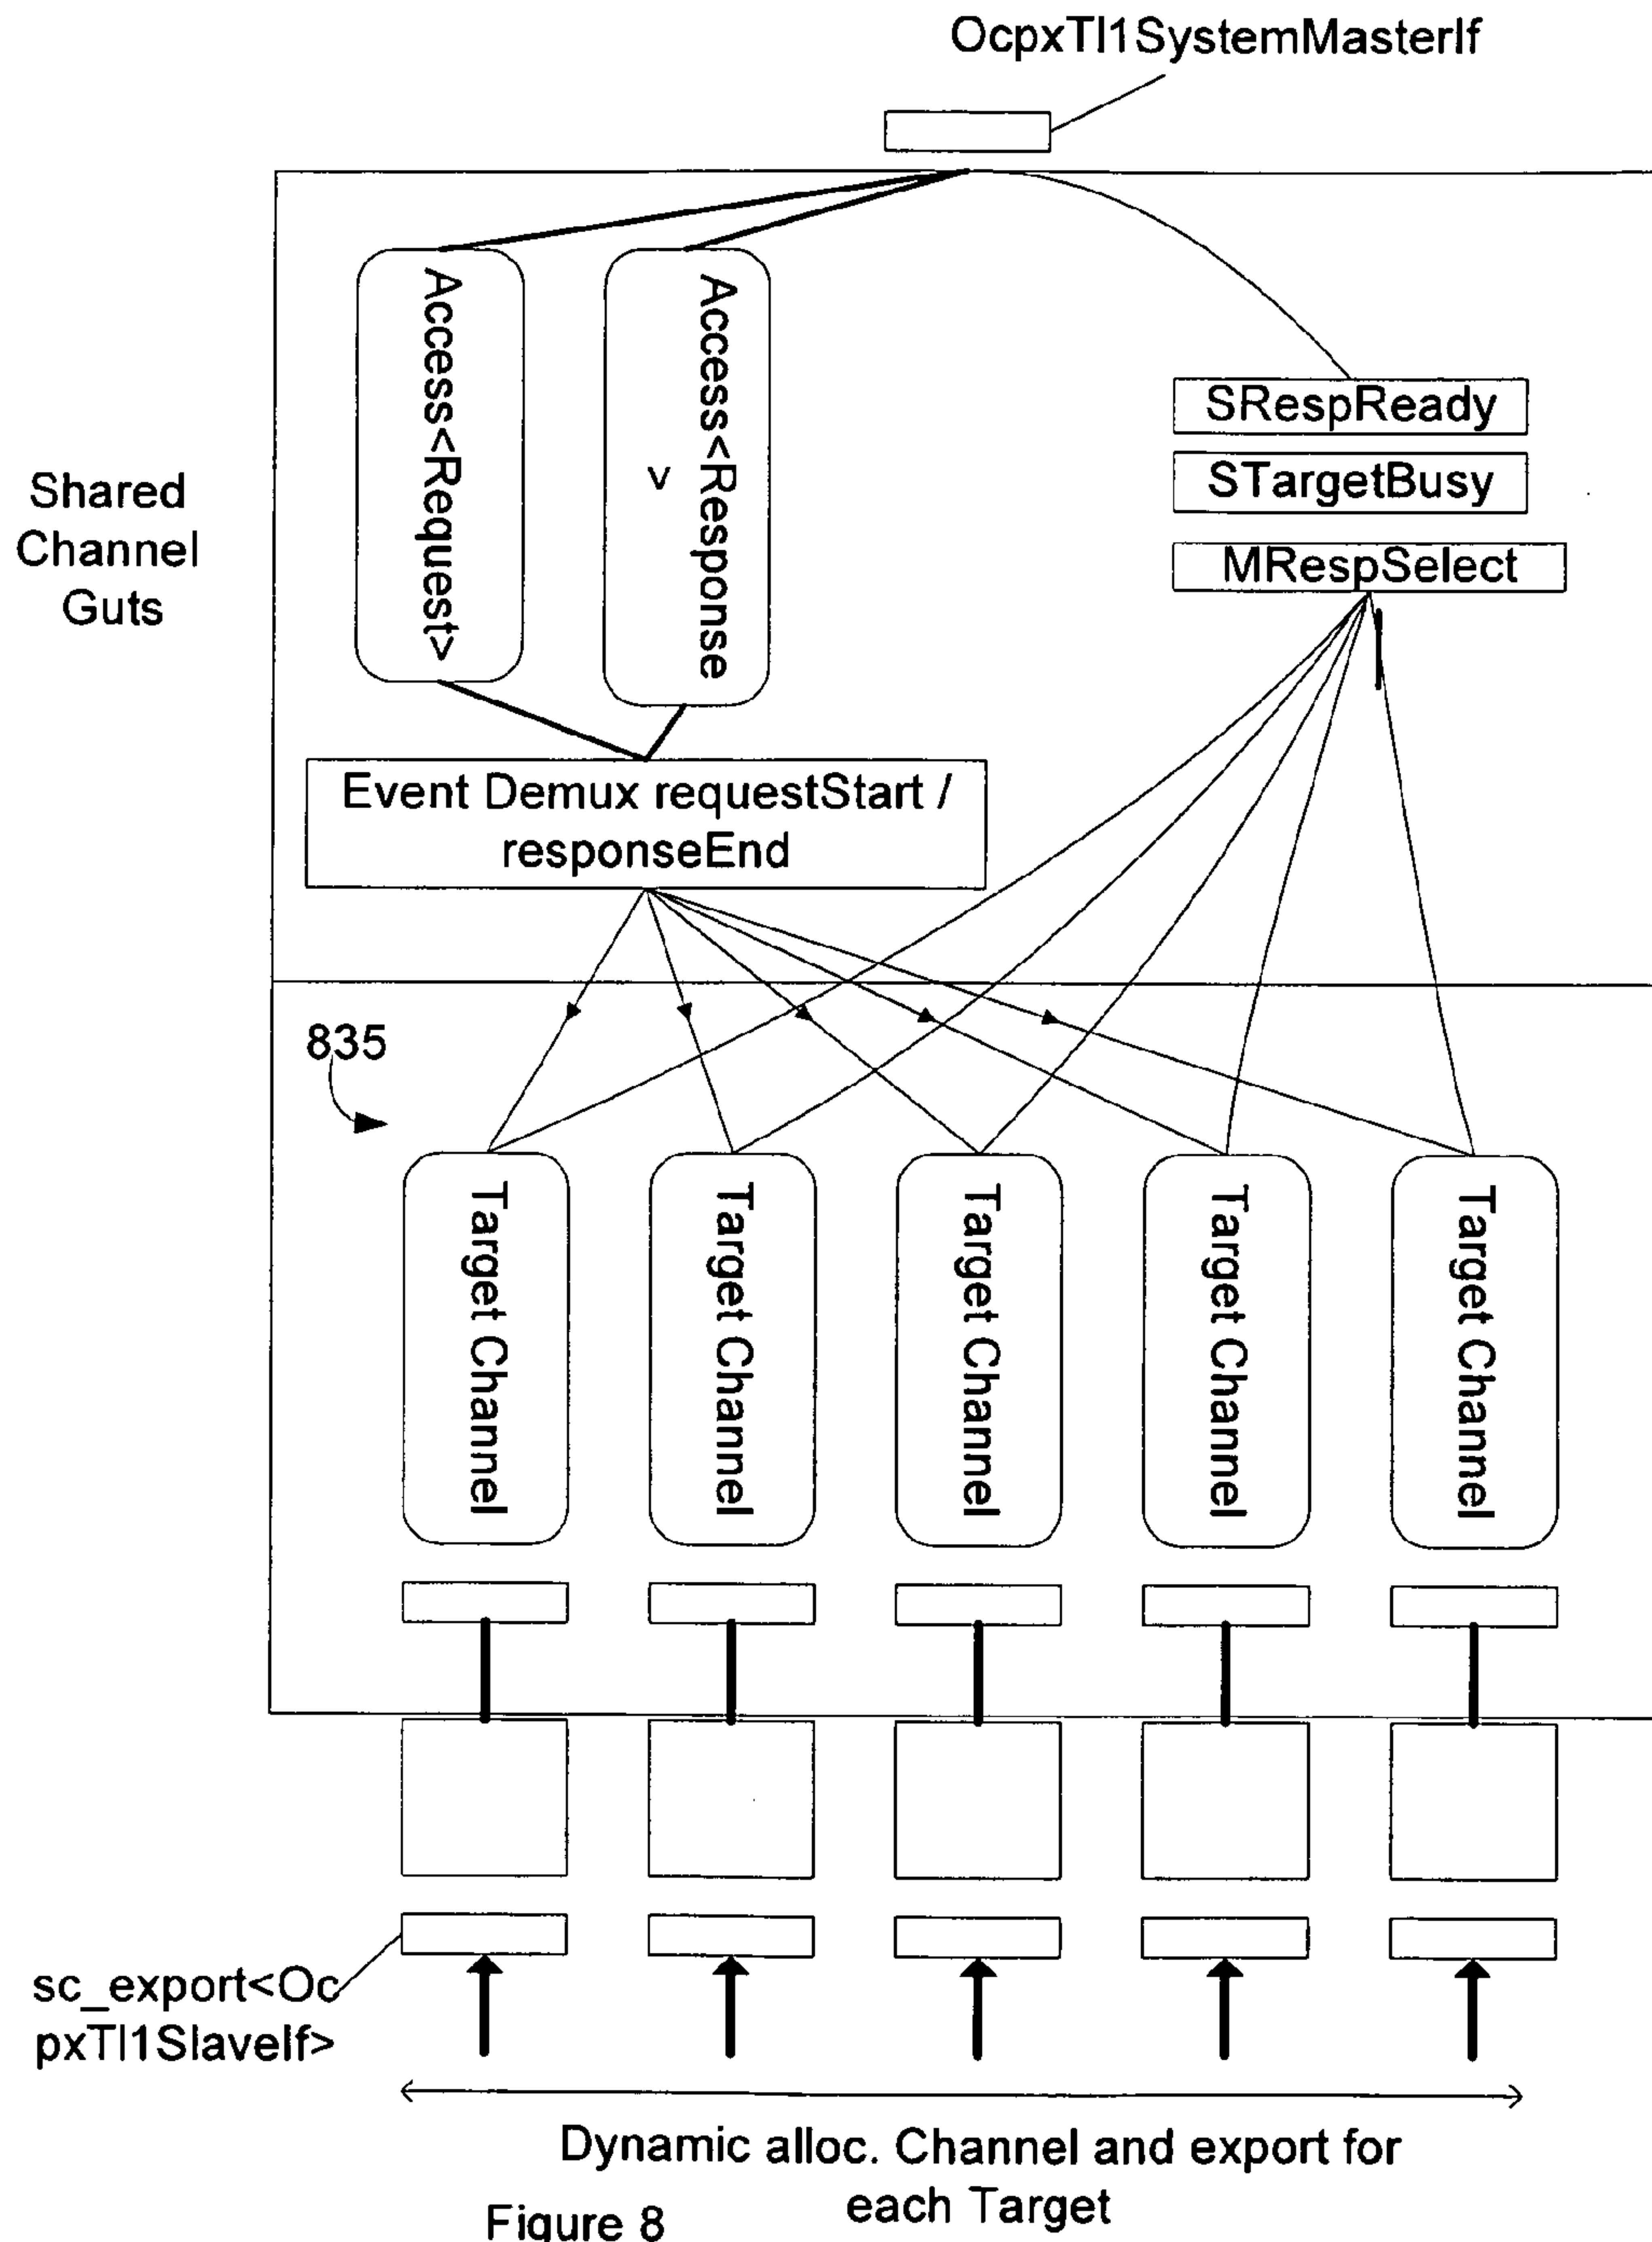 OcpxTl1SystemMasterIf
Access<Request>
Access<Response
>
SRespReady
STargetBusy
MRespSelect
Shared
Channel
Guts
Event Demux requestStart /
responseEnd
835
Target Channel
Target Channel
Target Channel
Target Channel
Target Channel
sc_export<Oc
pxTl1SlaveIf>
Dynamic alloc. Channel and export for
each Target
Figure 8